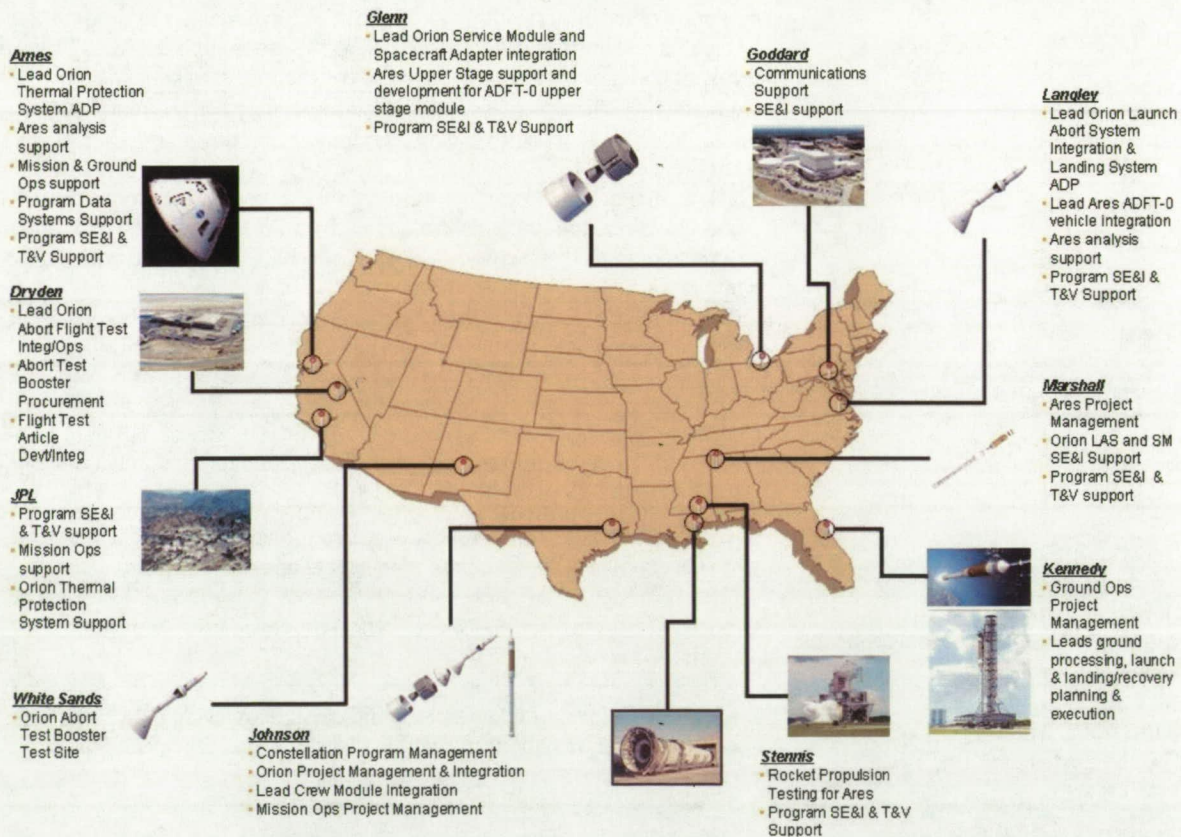 Glenn
• Lead Orion Service Module and
Spacecraft Adapter integration
• Ares Upper Stage support and
development for ADFT-0 upper
stage module
• Program SE&I & T&V Support
Ames
• Lead Orion
Thermal Protection
System ADP
• Ares analysis
support
• Mission & Ground
Ops support
• Program Data
Systems Support
• Program SE&I &
T&V Support
Goddard
• Communications
Support
• SE&I support
Langley
• Lead Orion Launch
Abort System
Integration &
Landing System
ADP
• Lead Ares ADFT-0
vehicle integration
• Ares analysis
support
• Program SE&I &
T&V Support
Dryden
• Lead Orion
Abort Flight Test
Integ/Ops
• Abort Test
Booster
Procurement
• Flight Test
Article
Devt/Integ
Marshall
• Ares Project
Management
• Orion LAS and SM
SE&I Support
• Program SE&I &
T&V support
JPL
• Program SE&I
& T&V support
• Mission Ops
support
• Orion Thermal
Protection
System Support
Kennedy
• Ground Ops
Project
Management
• Leads ground
processing, launch
& landing/recovery
planning &
execution
White Sands
• Orion Abort
Test Booster
Test Site
Johnson
• Constellation Program Management
• Orion Project Management & Integration
• Lead Crew Module Integration
• Mission Ops Project Management
Stennis
• Rocket Propulsion
Testing for Ares
• Program SE&I & T&V
Support